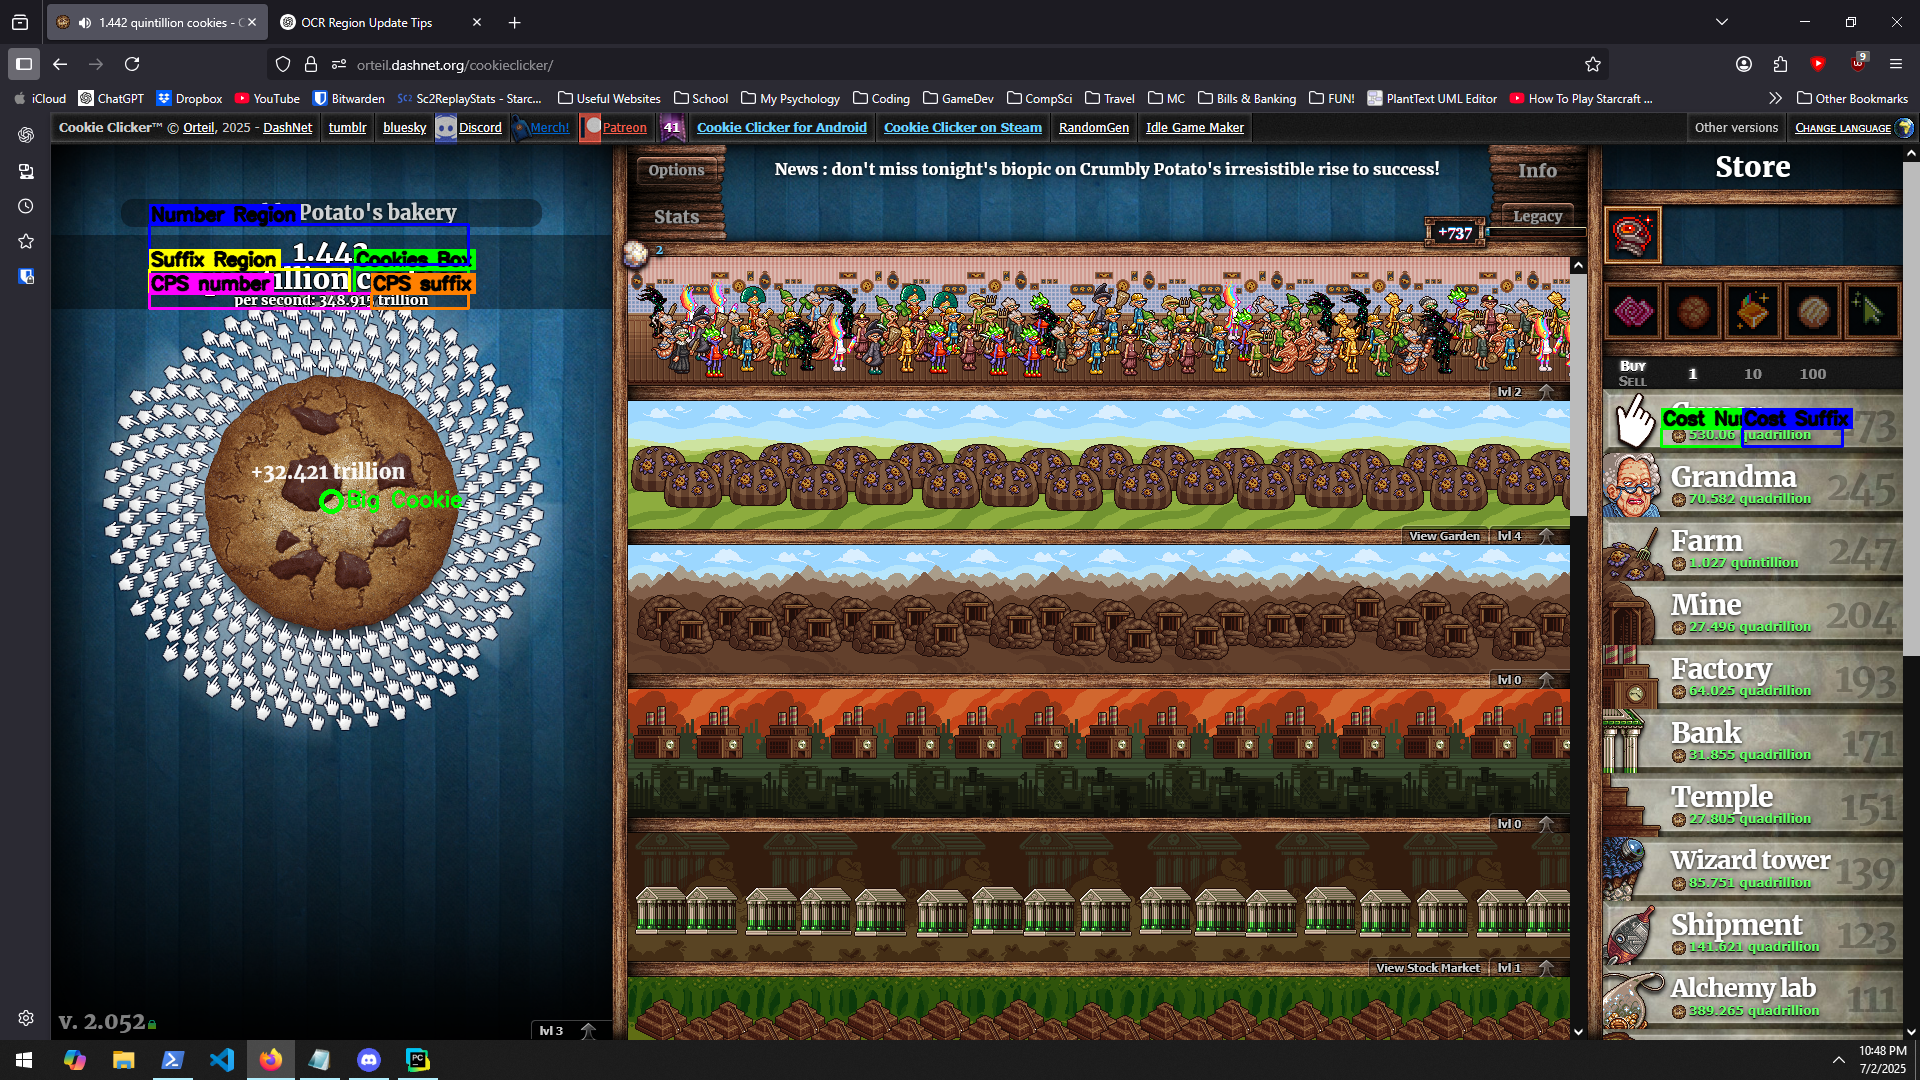 1.442 quintillion cookies - C
OCR Region Update Tips
orteil.dashnet.org/cookieclicker/
9
iCloud
ChatGPT
Dropbox
YouTube
Bitwarden
Sc2ReplayStats - Starc...
Useful Websites
School
My Psychology
Coding
GameDev
CompSci
Travel
MC
Bills & Banking
FUN!
PlantText UML Editor
How To Play Starcraft ...
Other Bookmarks
Cookie Clicker™ © Orteil, 2025 - DashNet
tumblr
bluesky
Discord
Merch!
Patreon
41
Cookie Clicker for Android
Cookie Clicker on Steam
RandomGen
Idle Game Maker
Other versions
Change language
Number Region
Potato's bakery
1.442
Suffix Region
Cookies Box
CPS number
illion c
CPS suffix
per second: 348.915 trillion
+32.421 trillion
Big Cookie
v. 2.052
lvl 3
Options
Stats
News : don't miss tonight's biopic on Crumbly Potato's irresistible rise to success!
Info
Legacy
+737
2
lvl 2
View Garden
lvl 4
lvl 0
lvl 0
View Stock Market
lvl 1
Store
Buy
Sell
1
10
100
Cost Nu
Cost Suffix
530.06 quadrillion
73
Grandma
70.582 quadrillion
245
Farm
1.027 quintillion
247
Mine
27.496 quadrillion
204
Factory
64.025 quadrillion
193
Bank
31.855 quadrillion
171
Temple
27.805 quadrillion
151
Wizard tower
85.751 quadrillion
139
Shipment
141.621 quadrillion
123
Alchemy lab
389.265 quadrillion
111
10:48 PM
7/2/2025